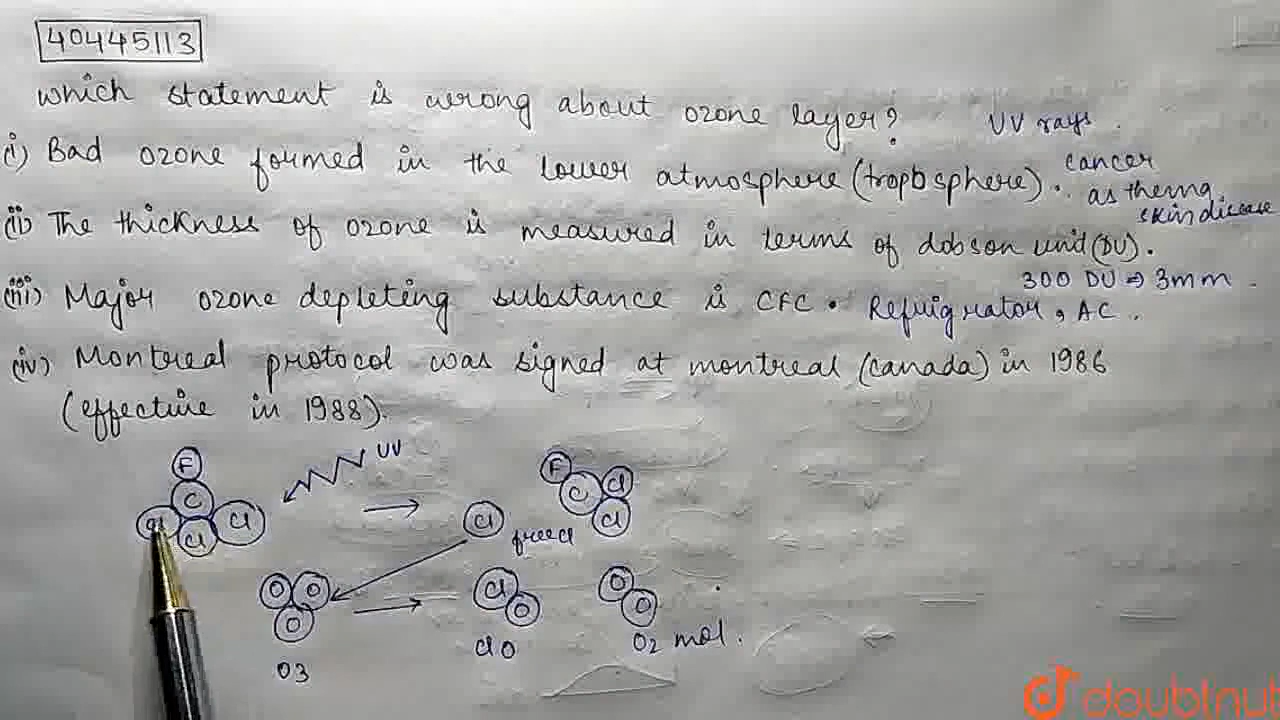 40445113
which statement is wrong about ozone layer?
UV rays.
(i) Bad ozone formed in the lower atmosphere (troposphere).
cancer
asthema
skin disease
(ii) The thickness of ozone is measured in terms of dobson unit (DU).
300 DU ⇒ 3mm.
(iii) Major ozone depleting substance is CFC.
Refrigrator, AC.
(iv) Montreal protocol was signed at montreal (canada) in 1986
(effective in 1988).
UV
F
C
Cl
Cl
Cl
Cl
free Cl
F
C
Cl
Cl
O
O
O
O3
Cl
O
ClO
O
O
O2 mol.
doubtnut